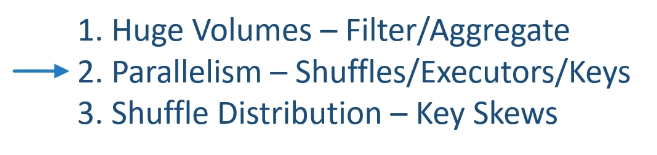 1. Huge Volumes – Filter/Aggregate
2. Parallelism – Shuffles/Executors/Keys
3. Shuffle Distribution – Key Skews